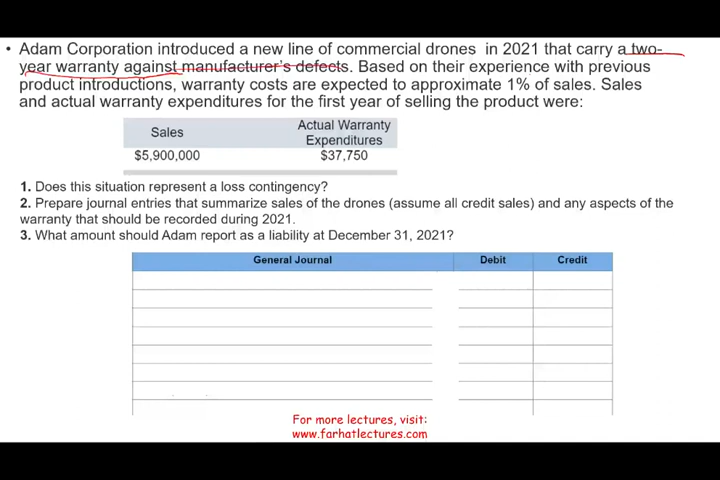 • Adam Corporation introduced a new line of commercial drones in 2021 that carry a two-
year warranty against manufacturer's defects. Based on their experience with previous
product introductions, warranty costs are expected to approximate 1% of sales. Sales
and actual warranty expenditures for the first year of selling the product were:
Sales Actual Warranty
Expenditures
$5,900,000 $37,750
1. Does this situation represent a loss contingency?
2. Prepare journal entries that summarize sales of the drones (assume all credit sales) and any aspects of the
warranty that should be recorded during 2021.
3. What amount should Adam report as a liability at December 31, 2021?
General Journal Debit Credit
For more lectures, visit:
www.farhatlectures.com